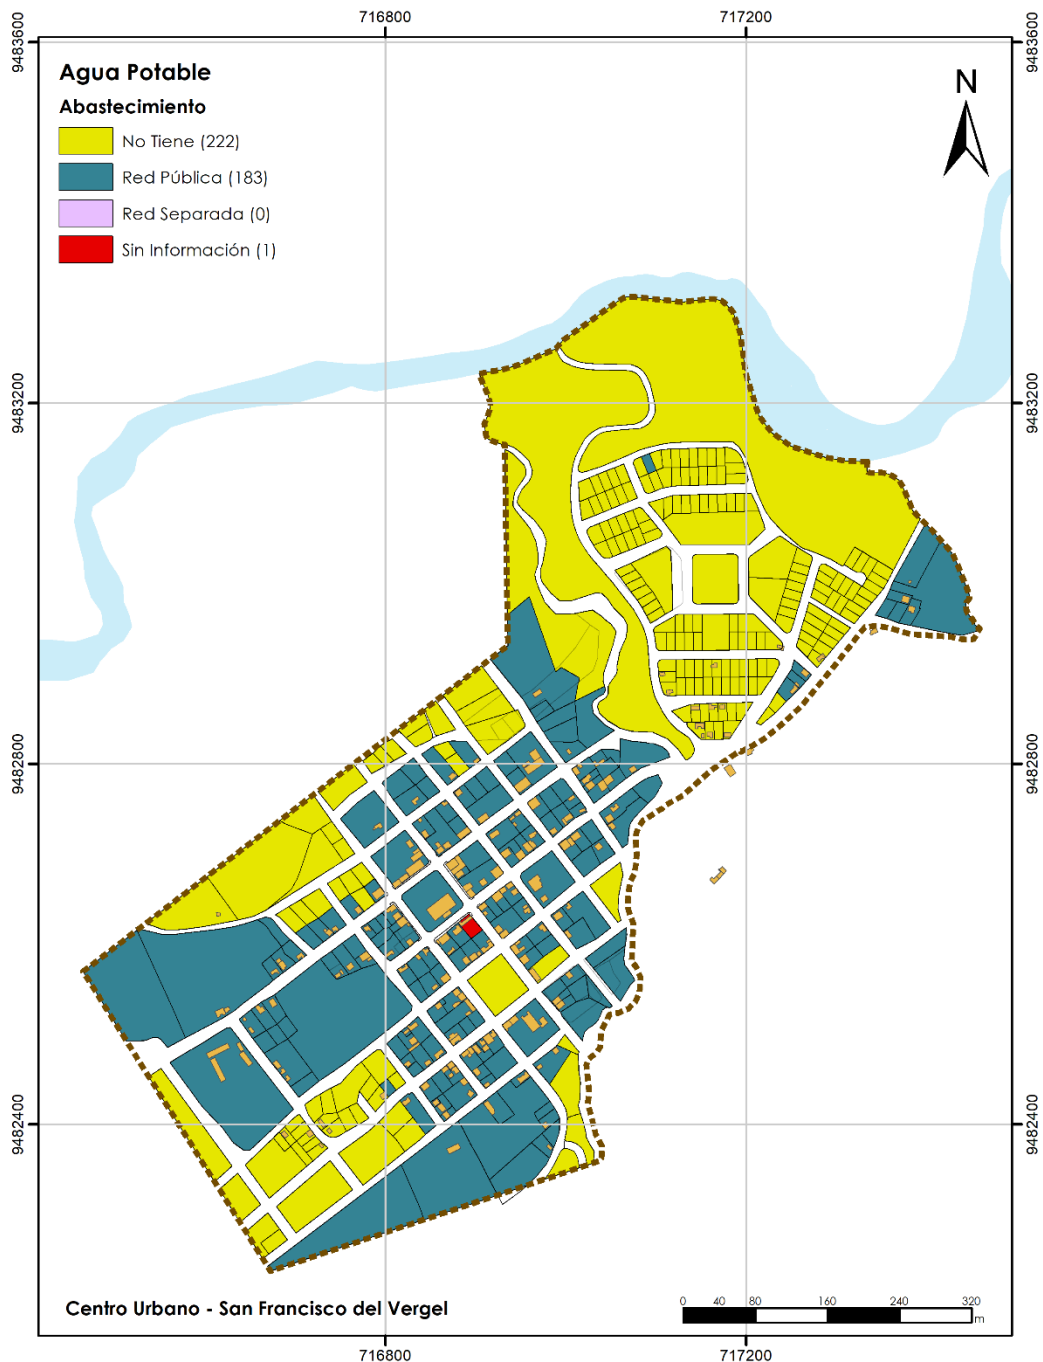 716800
717200
9483600
9483600
Agua Potable
N
Abastecimiento
No Tiene (222)
Red Pública (183)
Red Separada (0)
Sin Información (1)
9483200
9483200
9482800
9482800
9482400
9482400
Centro Urbano - San Francisco del Vergel
0 40 80 160 240 320
m
716800
717200